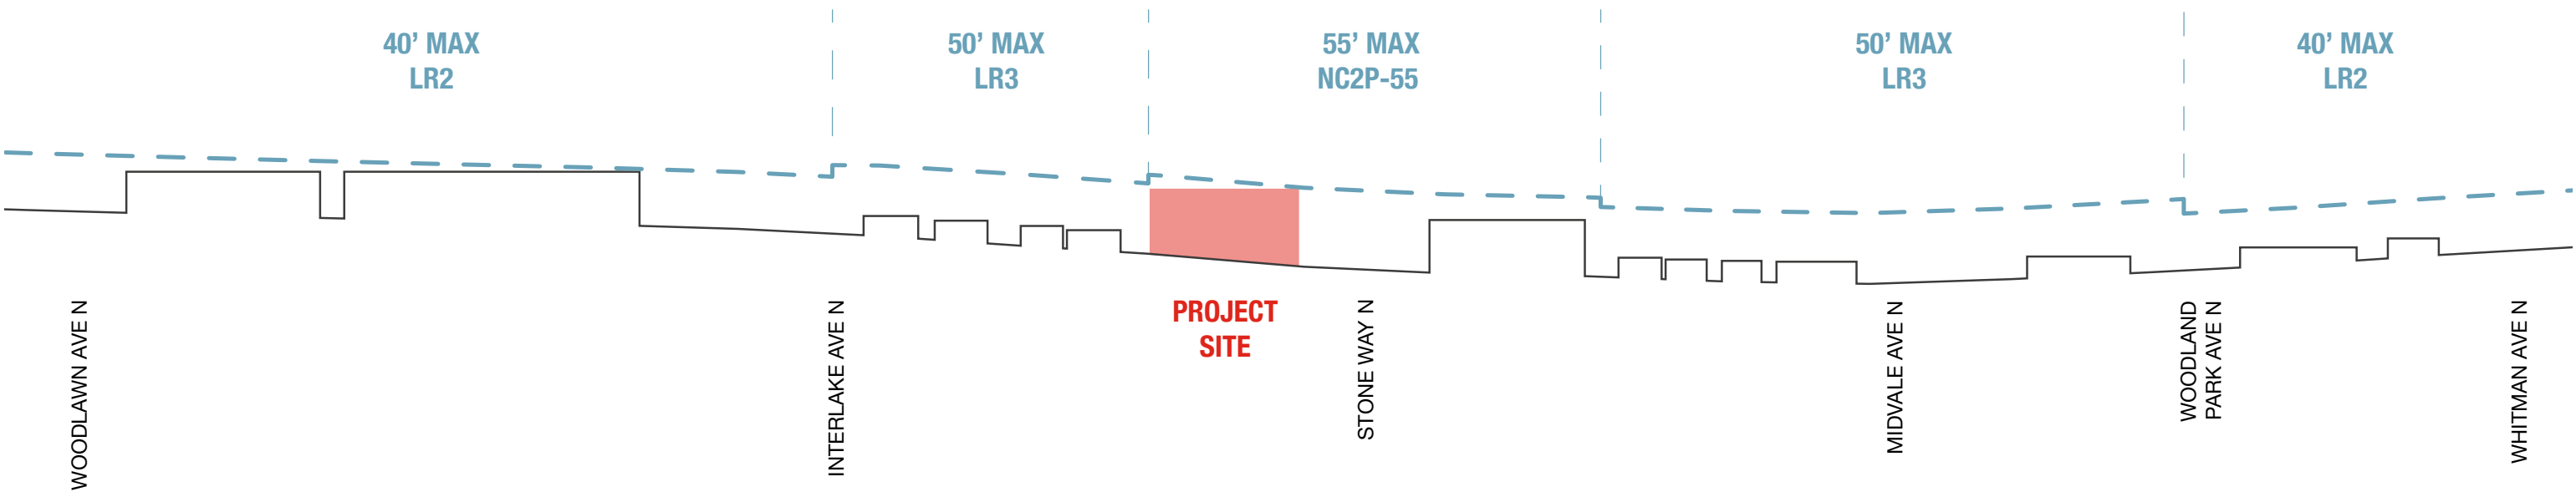 40’ MAX
LR2
50’ MAX
LR3
55’ MAX
NC2P-55
50’ MAX
LR3
40’ MAX
LR2
WOODLAWN AVE N
INTERLAKE AVE N
PROJECT
SITE
STONE WAY N
MIDVALE AVE N
WOODLAND
PARK AVE N
WHITMAN AVE N